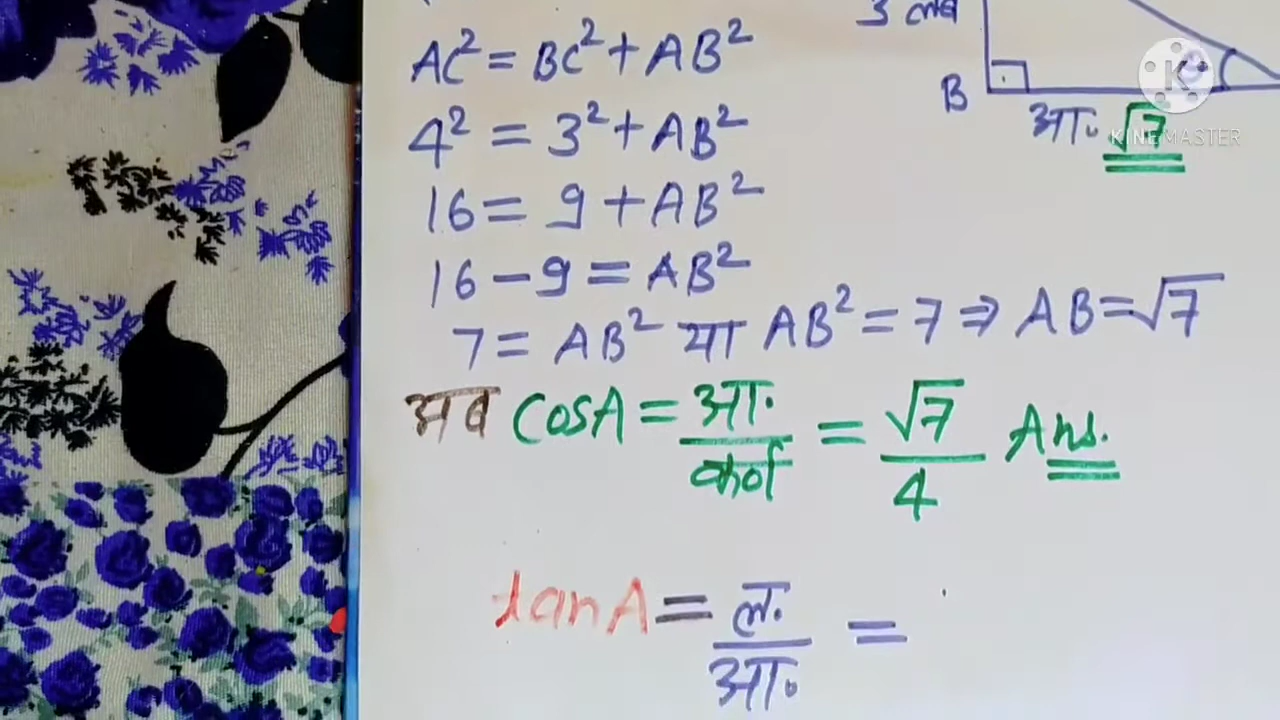 AC² = BC² + AB²
3 लंब
4² = 3² + AB²
B
आ. √7
KINEMASTER
16 = 9 + AB²
16 - 9 = AB²
7 = AB² या AB² = 7 ⇒ AB = √7
अब cosA = आ./कर्ण = √7/4 Ans.
tanA = ल./आ. =